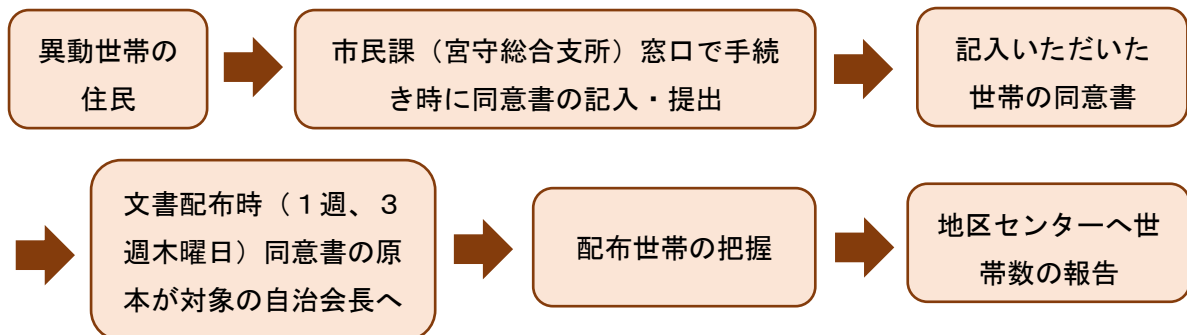 異動世帯の
住民
市民課（宮守総合支所）窓口で手続
き時に同意書の記入・提出
記入いただいた
世帯の同意書
文書配布時（１週、３
週木曜日）同意書の原
本が対象の自治会長へ
配布世帯の把握
地区センターへ世
帯数の報告